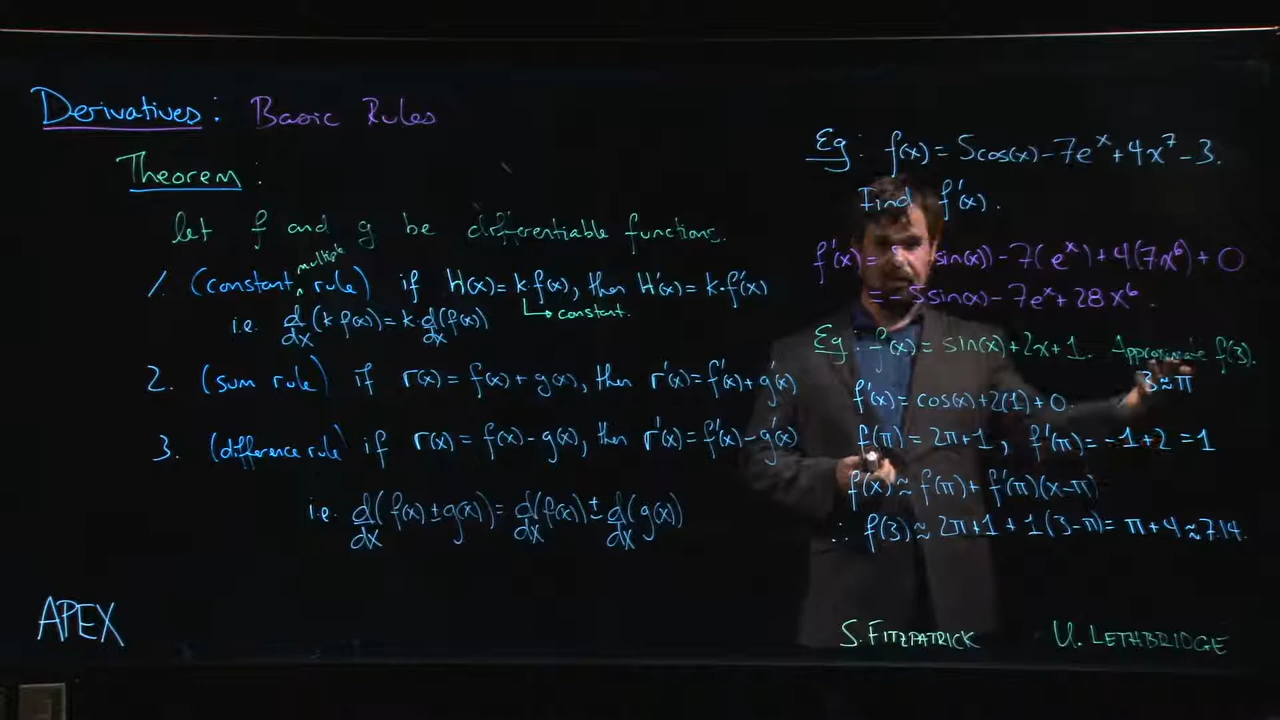 Derivatives: Basic Rules
Theorem:
let f and g be differentiable functions.
1. (constant multiple rule) if H(x) = k·f(x), then H'(x) = k·f'(x)
↳ constant.
i.e. d/dx (k f(x)) = k· d/dx (f(x))
2. (sum rule) if r(x) = f(x) + g(x), then r'(x) = f'(x) + g'(x)
3. (difference rule) if r(x) = f(x) - g(x), then r'(x) = f'(x) - g'(x)
i.e. d/dx (f(x) ± g(x)) = d/dx (f(x)) ± d/dx (g(x))
APEX
Eg: f(x) = 5cos(x) - 7e^x + 4x^7 - 3.
Find f'(x).
f'(x) = sin(x)) - 7(e^x) + 4(7x^6) + 0
= -5sin(x) - 7e^x + 28x^6.
Eg: f(x) = sin(x) + 2x + 1. Approximate f(3).
3 ≈ π
f'(x) = cos(x) + 2(1) + 0.
f(π) = 2π + 1, f'(π) = -1 + 2 = 1
f(x) ≈ f(π) + f'(π)(x - π)
∴ f(3) ≈ 2π + 1 + 1(3 - π) = π + 4 ≈ 7.14.
S. FITZPATRICK U. LETHBRIDGE